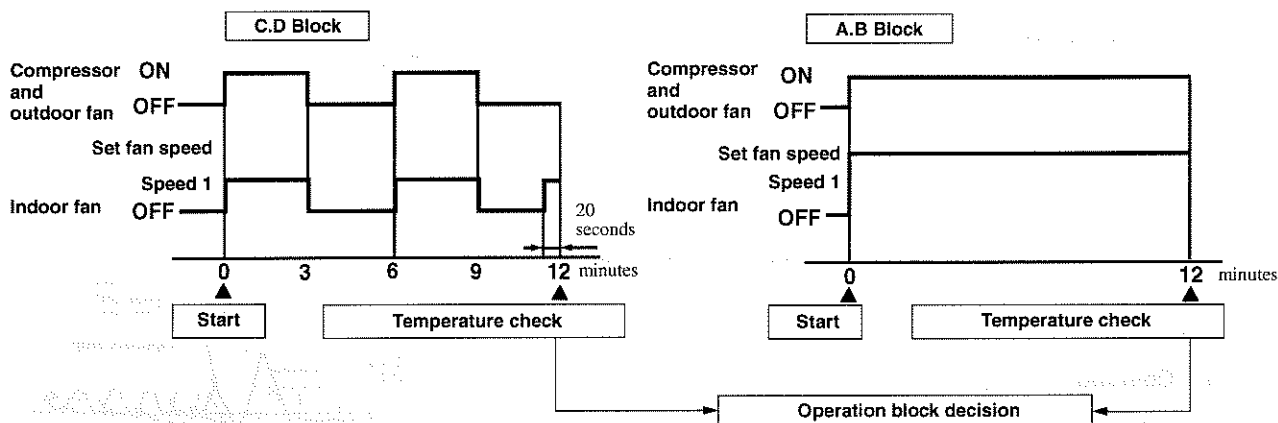 C.D Block
Compressor
and
outdoor fan
ON
OFF
Set fan speed
Speed 1
Indoor fan
OFF
20
seconds
0
3
6
9
12
minutes
Start
Temperature check
A.B Block
Compressor
and
outdoor fan
ON
OFF
Set fan speed
Speed 1
Indoor fan
OFF
0
12
minutes
Start
Temperature check
Operation block decision